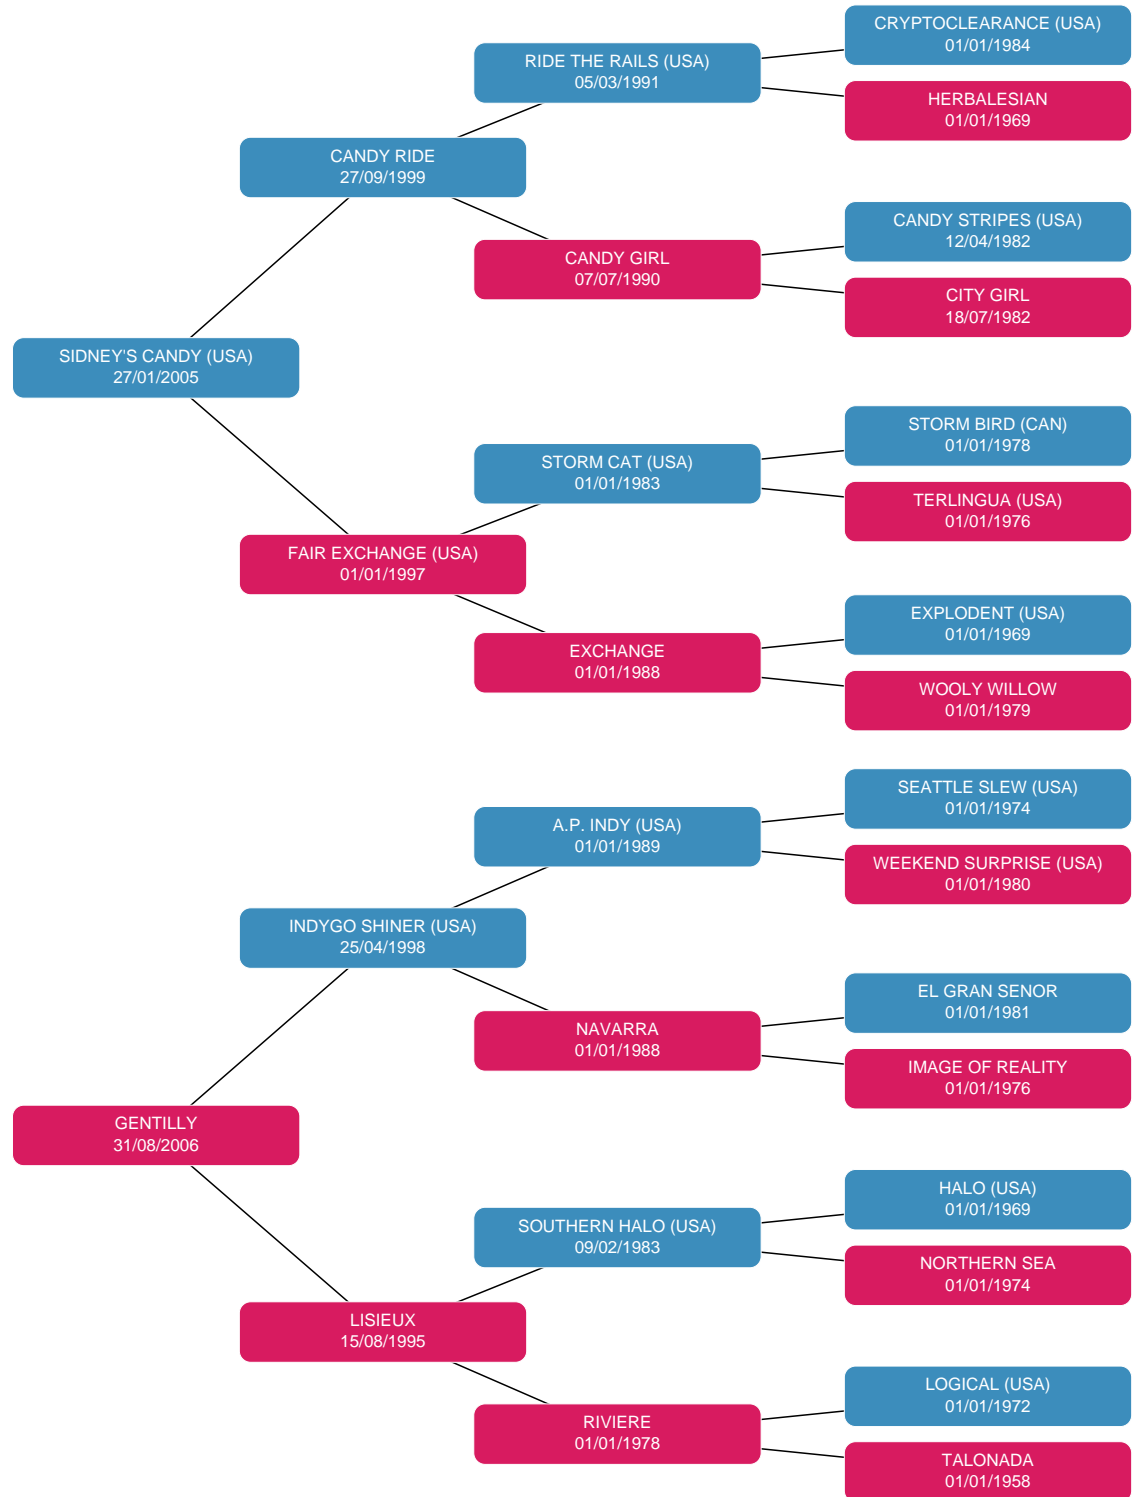 CRYPTOCLEARANCE (USA)
01/01/1984
RIDE THE RAILS (USA)
05/03/1991
HERBALESIAN
01/01/1969
CANDY RIDE
27/09/1999
CANDY STRIPES (USA)
12/04/1982
CANDY GIRL
07/07/1990
CITY GIRL
18/07/1982
SIDNEY'S CANDY (USA)
27/01/2005
STORM BIRD (CAN)
01/01/1978
STORM CAT (USA)
01/01/1983
TERLINGUA (USA)
01/01/1976
FAIR EXCHANGE (USA)
01/01/1997
EXPLODENT (USA)
01/01/1969
EXCHANGE
01/01/1988
WOOLY WILLOW
01/01/1979
SEATTLE SLEW (USA)
01/01/1974
A.P. INDY (USA)
01/01/1989
WEEKEND SURPRISE (USA)
01/01/1980
INDYGO SHINER (USA)
25/04/1998
EL GRAN SENOR
01/01/1981
NAVARRA
01/01/1988
IMAGE OF REALITY
01/01/1976
GENTILLY
31/08/2006
HALO (USA)
01/01/1969
SOUTHERN HALO (USA)
09/02/1983
NORTHERN SEA
01/01/1974
LISIEUX
15/08/1995
LOGICAL (USA)
01/01/1972
RIVIERE
01/01/1978
TALONADA
01/01/1958